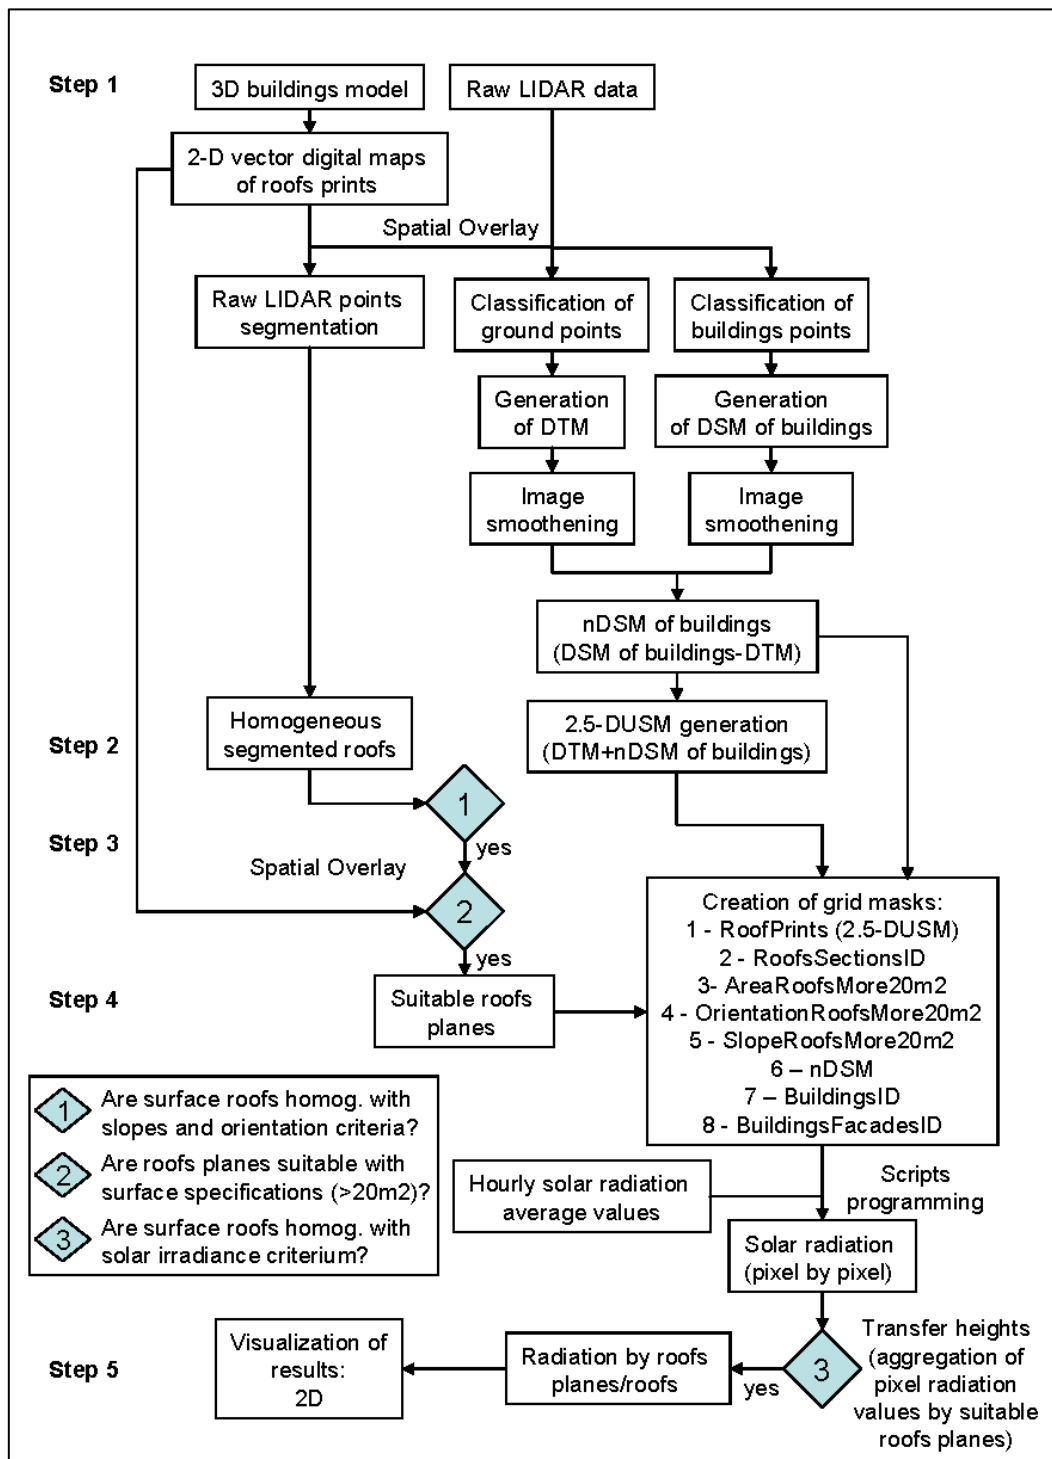 Step 1
3D buildings model
Raw LIDAR data
2-D vector digital maps
of roofs prints
Spatial Overlay
Raw LIDAR points
segmentation
Classification of
ground points
Classification of
buildings points
Generation
of DTM
Generation
of DSM of buildings
Image
smoothening
Image
smoothening
nDSM of buildings
(DSM of buildings-DTM)
Step 2
Homogeneous
segmented roofs
2.5-DUSM generation
(DTM+nDSM of buildings)
1
yes
Step 3
Spatial Overlay
2
yes
Creation of grid masks:
1 - RoofPrints (2.5-DUSM)
2 - RoofsSectionsID
3- AreaRoofsMore20m2
4 - OrientationRoofsMore20m2
5 - SlopeRoofsMore20m2
6 – nDSM
7 – BuildingsID
8 - BuildingsFacadesID
Step 4
Suitable roofs
planes
1
Are surface roofs homog. with
slopes and orientation criteria?
2
Are roofs planes suitable with
surface specifications (>20m2)?
3
Are surface roofs homog. with
solar irradiance criterium?
Hourly solar radiation
average values
Scripts
programming
Solar radiation
(pixel by pixel)
Step 5
Visualization of
results:
2D
Radiation by roofs
planes/roofs
yes
3
Transfer heights
(aggregation of
pixel radiation
values by suitable
roofs planes)